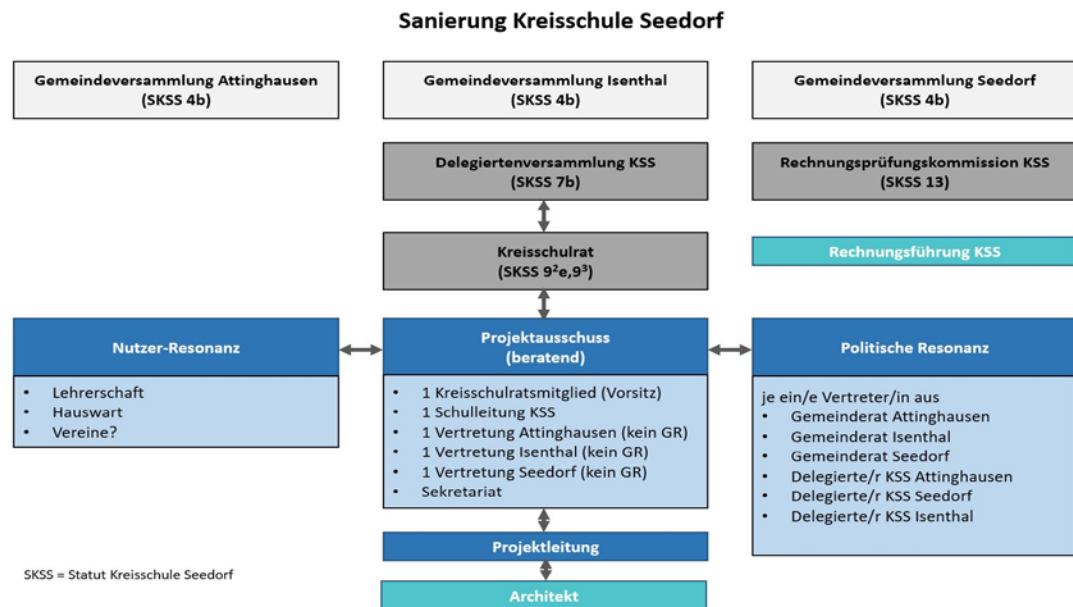 Sanierung Kreisschule Seedorf
Gemeindeversammlung Attinghausen
(SKSS 4b)
Gemeindeversammlung Isenthal
(SKSS 4b)
Gemeindeversammlung Seedorf
(SKSS 4b)
Delegiertenversammlung KSS
(SKSS 7b)
Rechnungsprüfungskommission KSS
(SKSS 13)
Kreisschulrat
(SKSS 9²e,9³)
Rechnungsführung KSS
Nutzer-Resonanz
• Lehrerschaft
• Hauswart
• Vereine?
Projektausschuss
(beratend)
• 1 Kreisschulratsmitglied (Vorsitz)
• 1 Schulleitung KSS
• 1 Vertretung Attinghausen (kein GR)
• 1 Vertretung Isenthal (kein GR)
• 1 Vertretung Seedorf (kein GR)
• Sekretariat
Politische Resonanz
je ein/e Vertreter/in aus
• Gemeinderat Attinghausen
• Gemeinderat Isenthal
• Gemeinderat Seedorf
• Delegierte/r KSS Attinghausen
• Delegierte/r KSS Seedorf
• Delegierte/r KSS Isenthal
Projektleitung
Architekt
SKSS = Statut Kreisschule Seedorf